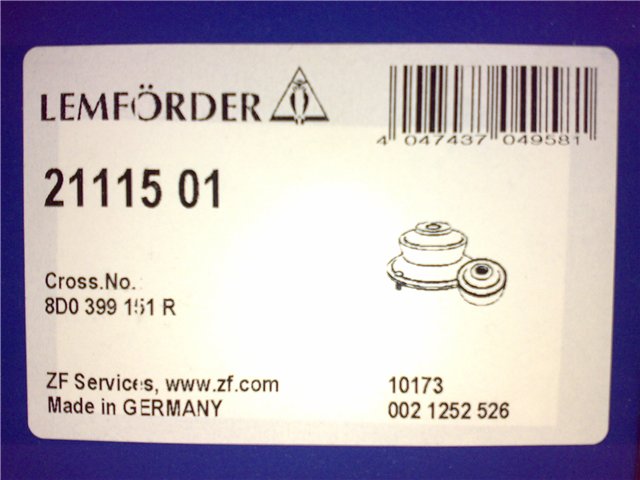 LEMFÖRDER
4 047437 049581
21115 01
Cross.No.:
8D0 399 151 R
ZF Services, www.zf.com
Made in GERMANY
10173
002 1252 526